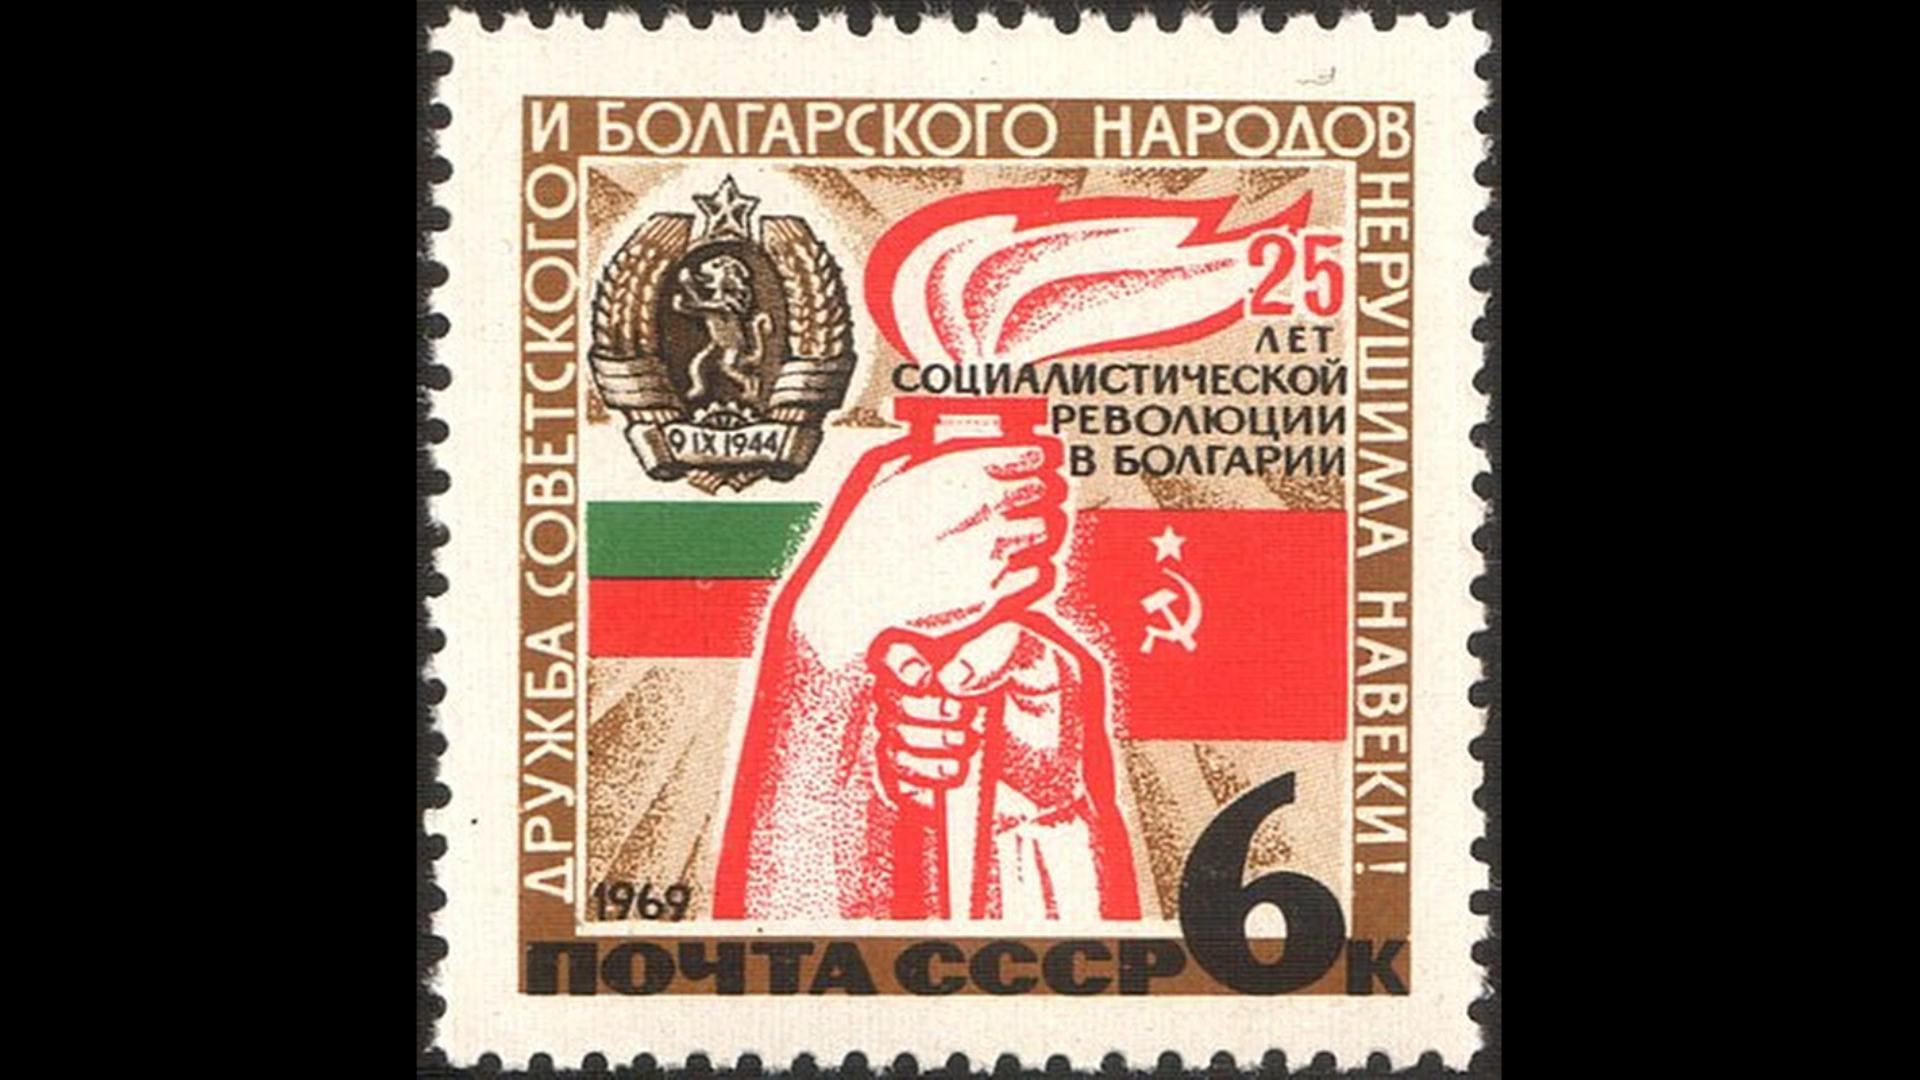 ДРУЖБА СОВЕТСКОГО
И БОЛГАРСКОГО НАРОДОВ
НЕРУШИМА НАВЕКИ!
9 IX 1944
25
ЛЕТ
СОЦИАЛИСТИЧЕСКОЙ
РЕВОЛЮЦИИ
В БОЛГАРИИ
1969
ПОЧТА СССР 6 К